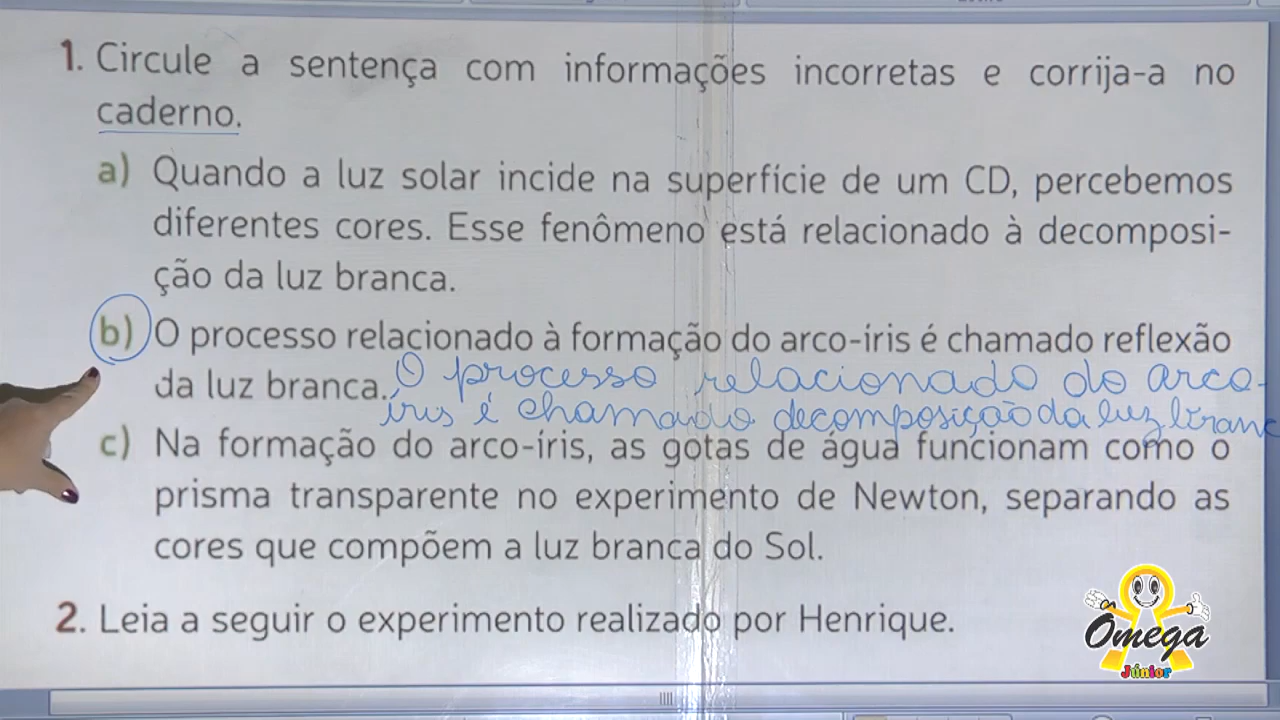 1. Circule a sentença com informações incorretas e corrija-a no
caderno.
a) Quando a luz solar incide na superfície de um CD, percebemos
diferentes cores. Esse fenômeno está relacionado à decomposi-
ção da luz branca.
b) O processo relacionado à formação do arco-íris é chamado reflexão
da luz branca. O processo relacionado do arco-
íris é chamado decomposição da luz branc
c) Na formação do arco-íris, as gotas de água funcionam como o
prisma transparente no experimento de Newton, separando as
cores que compõem a luz branca do Sol.
2. Leia a seguir o experimento realizado por Henrique.
Ômega
Júnior